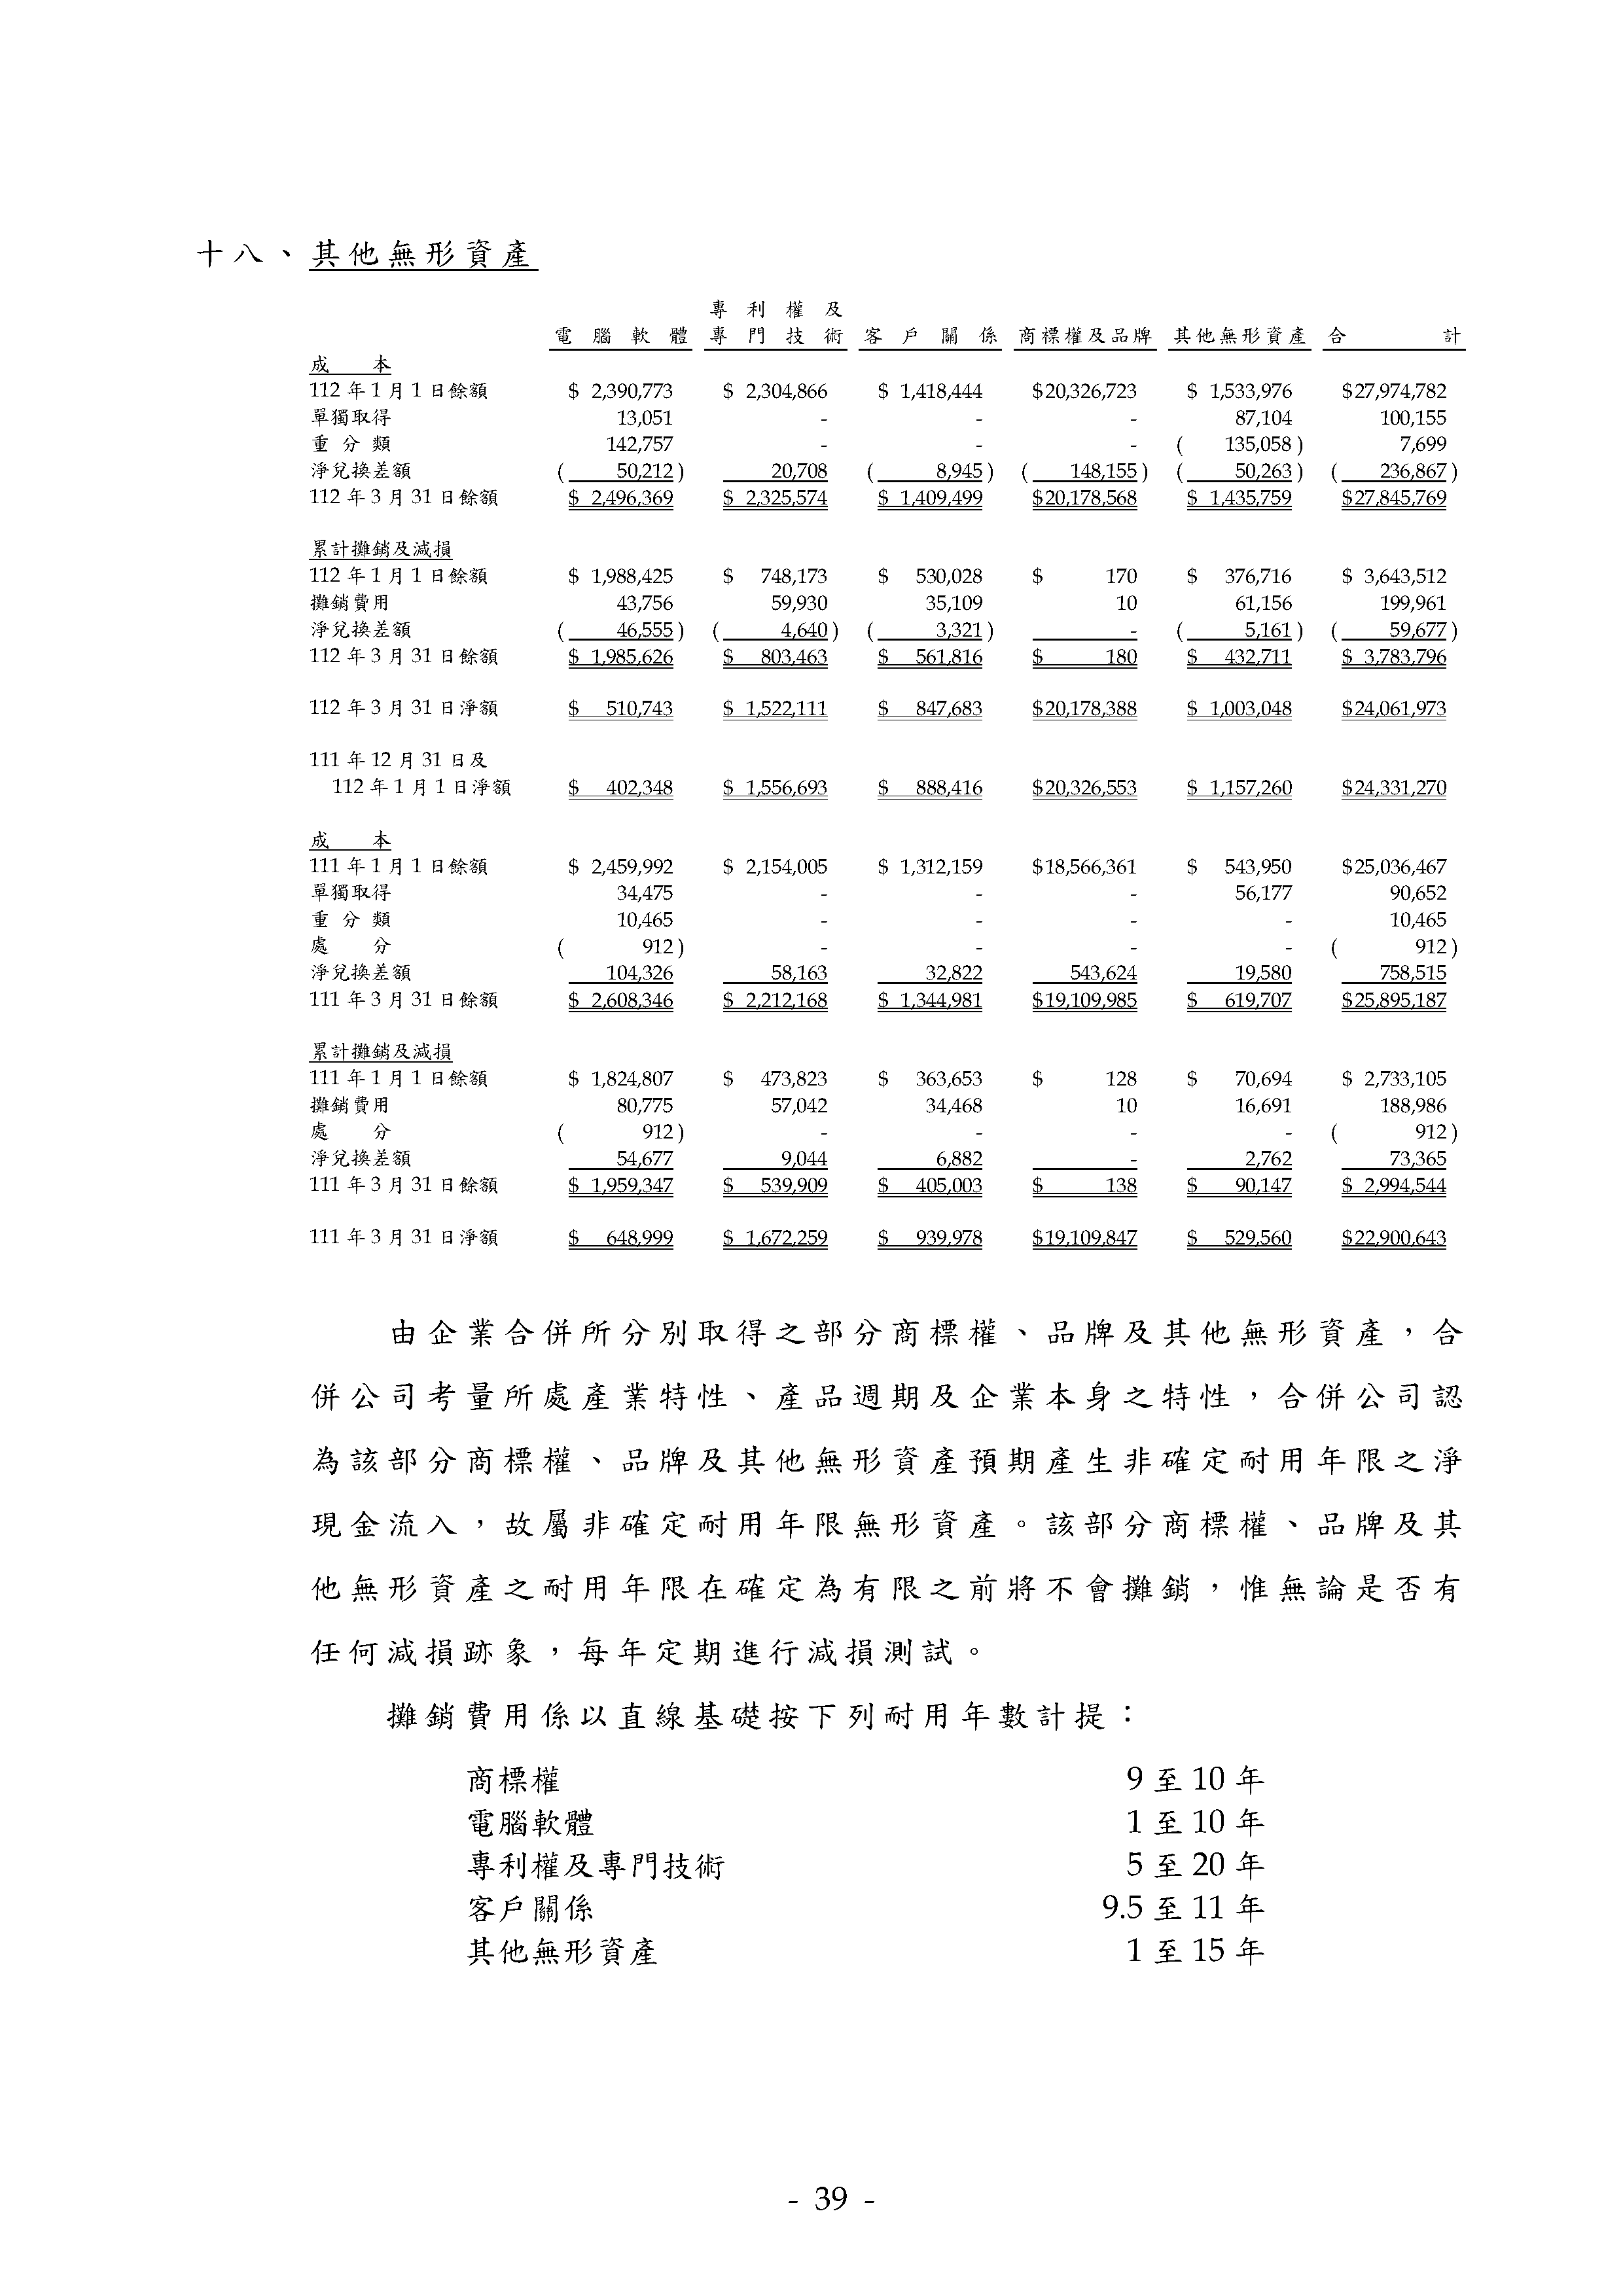 十八、其他無形資產
專利權及
電腦軟體 專門技術 客戶關係 商標權及品牌 其他無形資產 合計
成本
112年1月1日餘額 $ 2,390,773 $ 2,304,866 $ 1,418,444 $20,326,723 $ 1,533,976 $27,974,782
單獨取得 13,051 - - - 87,104 100,155
重分類 142,757 - - - ( 135,058) 7,699
淨兌換差額 ( 50,212) 20,708 ( 8,945) ( 148,155) ( 50,263) ( 236,867)
112年3月31日餘額 $ 2,496,369 $ 2,325,574 $ 1,409,499 $20,178,568 $ 1,435,759 $27,845,769
累計攤銷及減損
112年1月1日餘額 $ 1,988,425 $ 748,173 $ 530,028 $ 170 $ 376,716 $ 3,643,512
攤銷費用 43,756 59,930 35,109 10 61,156 199,961
淨兌換差額 ( 46,555) ( 4,640) ( 3,321) - ( 5,161) ( 59,677)
112年3月31日餘額 $ 1,985,626 $ 803,463 $ 561,816 $ 180 $ 432,711 $ 3,783,796
112年3月31日淨額 $ 510,743 $ 1,522,111 $ 847,683 $20,178,388 $ 1,003,048 $24,061,973
111年12月31日及
112年1月1日淨額 $ 402,348 $ 1,556,693 $ 888,416 $20,326,553 $ 1,157,260 $24,331,270
成本
111年1月1日餘額 $ 2,459,992 $ 2,154,005 $ 1,312,159 $18,566,361 $ 543,950 $25,036,467
單獨取得 34,475 - - - 56,177 90,652
重分類 10,465 - - - - 10,465
處分 ( 912) - - - - ( 912)
淨兌換差額 104,326 58,163 32,822 543,624 19,580 758,515
111年3月31日餘額 $ 2,608,346 $ 2,212,168 $ 1,344,981 $19,109,985 $ 619,707 $25,895,187
累計攤銷及減損
111年1月1日餘額 $ 1,824,807 $ 473,823 $ 363,653 $ 128 $ 70,694 $ 2,733,105
攤銷費用 80,775 57,042 34,468 10 16,691 188,986
處分 ( 912) - - - - ( 912)
淨兌換差額 54,677 9,044 6,882 - 2,762 73,365
111年3月31日餘額 $ 1,959,347 $ 539,909 $ 405,003 $ 138 $ 90,147 $ 2,994,544
111年3月31日淨額 $ 648,999 $ 1,672,259 $ 939,978 $19,109,847 $ 529,560 $22,900,643
由企業合併所分別取得之部分商標權、品牌及其他無形資產，合
併公司考量所處產業特性、產品週期及企業本身之特性，合併公司認
為該部分商標權、品牌及其他無形資產預期產生非確定耐用年限之淨
現金流入，故屬非確定耐用年限無形資產。該部分商標權、品牌及其
他無形資產之耐用年限在確定為有限之前將不會攤銷，惟無論是否有
任何減損跡象，每年定期進行減損測試。
攤銷費用係以直線基礎按下列耐用年數計提：
商標權 9至10年
電腦軟體 1至10年
專利權及專門技術 5至20年
客戶關係 9.5至11年
其他無形資產 1至15年
- 39 -